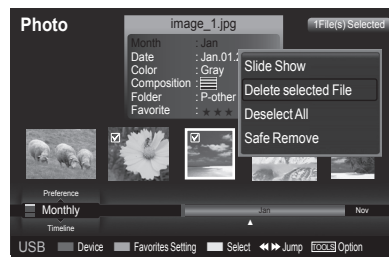 Photo
image_1.jpg
1File(s) Selected
Month : Jan
Date : Jan.01.2
Color : Gray
Composition :
Folder : P-other
Favorite : ★ ★ ★
Slide Show
Delete selected File
Deselect All
Safe Remove
Preference
Monthly
Timeline
Jan
Nov
USB Device Favorites Setting Select ◀◀ ▶▶ Jump TOOLS Option